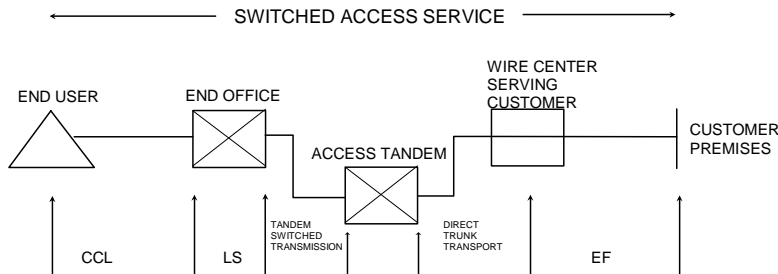 SWITCHED ACCESS SERVICE
END USER
END OFFICE
ACCESS TANDEM
WIRE CENTER
SERVING
CUSTOMER
CUSTOMER
PREMISES
CCL
LS
TANDEM
SWITCHED
TRANSMISSION
DIRECT
TRUNK
TRANSPORT
EF